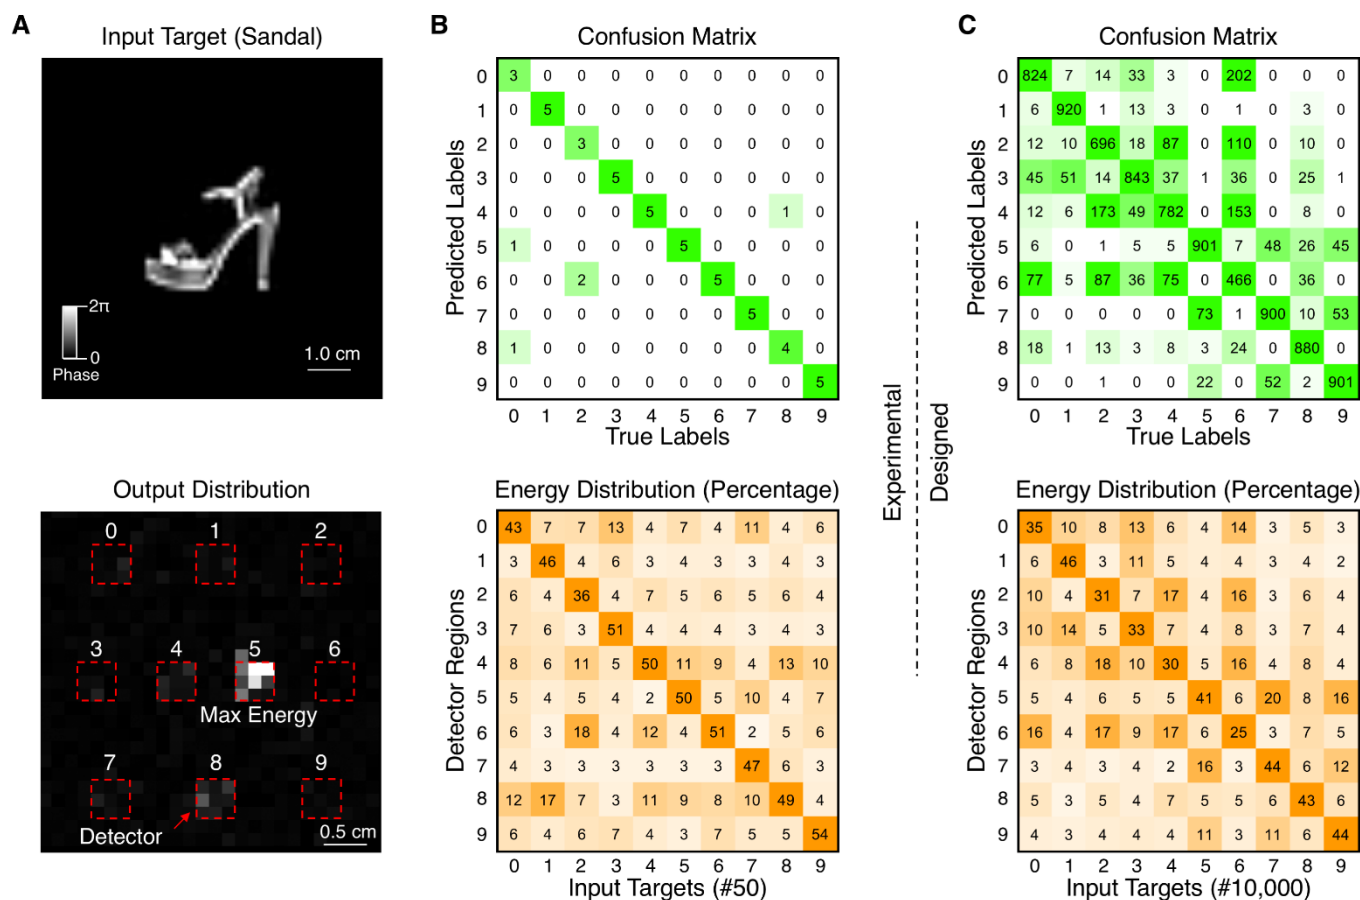 A
Input Target (Sandal)
2π
0
Phase
1.0 cm
Output Distribution
0 1 2
3 4 5 6
Max Energy
7 8 9
Detector
0.5 cm
B
Confusion Matrix
Predicted Labels
0 3 0 0 0 0 0 0 0 0 0
1 0 5 0 0 0 0 0 0 0 0
2 0 0 3 0 0 0 0 0 0 0
3 0 0 0 5 0 0 0 0 0 0
4 0 0 0 0 5 0 0 0 1 0
5 1 0 0 0 0 5 0 0 0 0
6 0 0 2 0 0 0 5 0 0 0
7 0 0 0 0 0 0 0 5 0 0
8 1 0 0 0 0 0 0 0 4 0
9 0 0 0 0 0 0 0 0 0 5
0 1 2 3 4 5 6 7 8 9
True Labels
Energy Distribution (Percentage)
Detector Regions
0 43 7 7 13 4 7 4 11 4 6
1 3 46 4 6 3 4 3 3 4 3
2 6 4 36 4 7 5 6 5 6 4
3 7 6 3 51 4 4 4 3 4 3
4 8 6 11 5 50 11 9 4 13 10
5 5 4 5 4 2 50 5 10 4 7
6 6 3 18 4 12 4 51 2 5 6
7 4 3 3 3 3 3 3 47 6 3
8 12 17 7 3 11 9 8 10 49 4
9 6 4 6 7 4 3 7 5 5 54
0 1 2 3 4 5 6 7 8 9
Input Targets (#50)
Experimental
Designed
C
Confusion Matrix
Predicted Labels
0 824 7 14 33 3 0 202 0 0 0
1 6 920 1 13 3 0 1 0 3 0
2 12 10 696 18 87 0 110 0 10 0
3 45 51 14 843 37 1 36 0 25 1
4 12 6 173 49 782 0 153 0 8 0
5 6 0 1 5 5 901 7 48 26 45
6 77 5 87 36 75 0 466 0 36 0
7 0 0 0 0 0 73 1 900 10 53
8 18 1 13 3 8 3 24 0 880 0
9 0 0 1 0 0 22 0 52 2 901
0 1 2 3 4 5 6 7 8 9
True Labels
Energy Distribution (Percentage)
Detector Regions
0 35 10 8 13 6 4 14 3 5 3
1 6 46 3 11 5 4 4 3 4 2
2 10 4 31 7 17 4 16 3 6 4
3 10 14 5 33 7 4 8 3 7 4
4 6 8 18 10 30 5 16 4 8 4
5 5 4 6 5 5 41 6 20 8 16
6 16 4 17 9 17 6 25 3 7 5
7 3 4 3 4 2 16 3 44 6 12
8 5 3 5 4 7 5 5 6 43 6
9 4 3 4 4 4 11 3 11 6 44
0 1 2 3 4 5 6 7 8 9
Input Targets (#10,000)